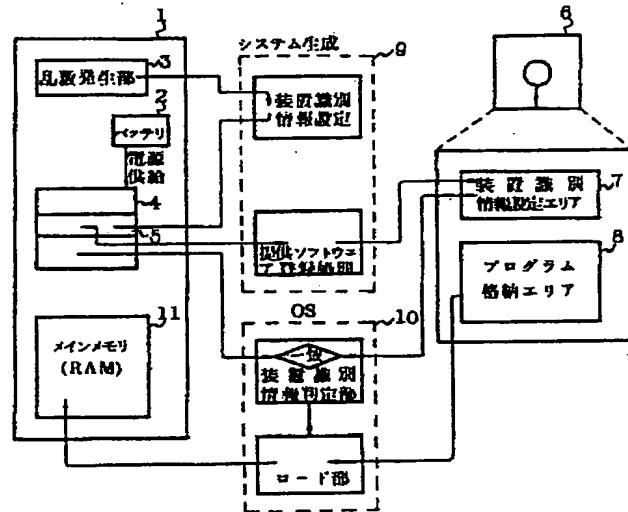 1
3
乱数発生部
2
バッテリ
電源
供給
4
5
11
メインメモリ
(RAM)
システム生成
9
装置識別
情報設定
提供ソフトウェ
ア登録処理
OS
10
一致
装置識別
情報判定部
ロード部
6
装置識別
情報設定エリア
7
8
プログラム
格納エリア